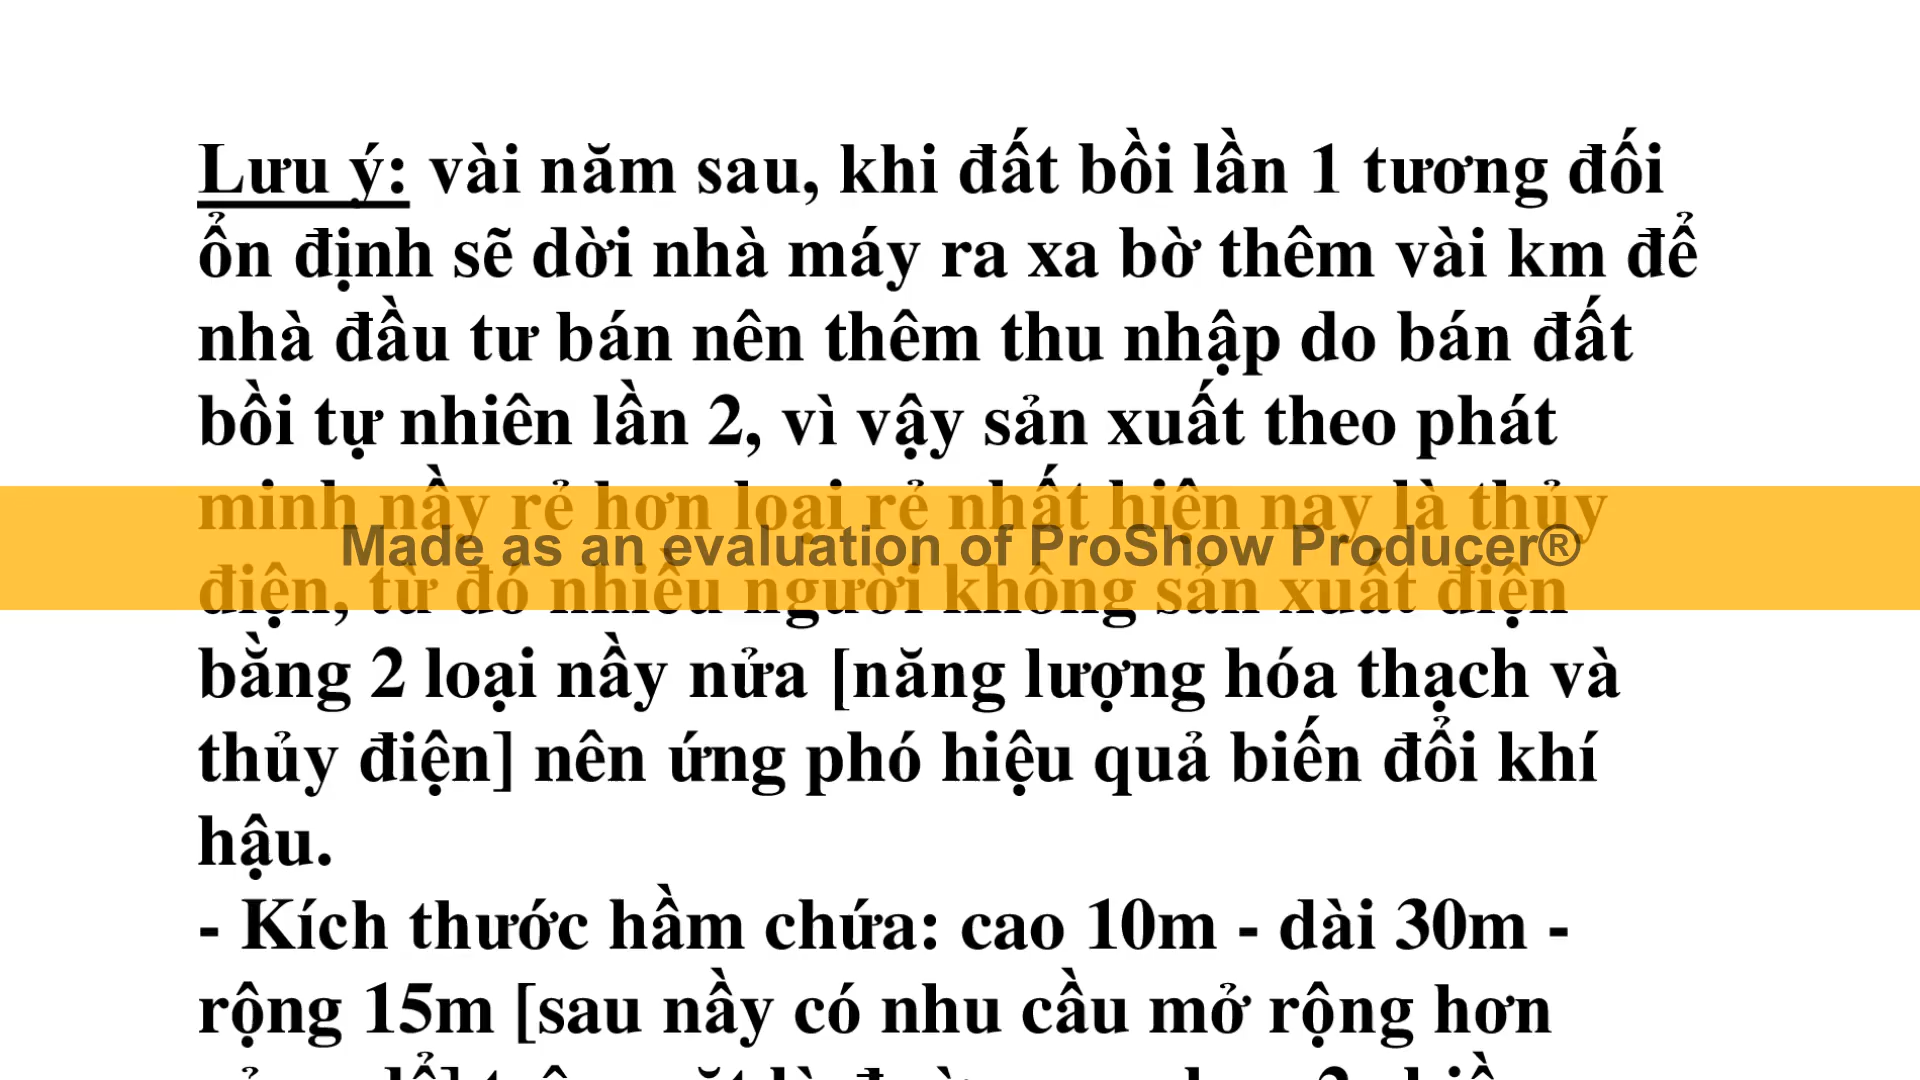 Lưu ý: vài năm sau, khi đất bồi lần 1 tương đối
ổn định sẽ dời nhà máy ra xa bờ thêm vài km để
nhà đầu tư bán nên thêm thu nhập do bán đất
bồi tự nhiên lần 2, vì vậy sản xuất theo phát
minh nầy rẻ hơn loại rẻ nhất hiện nay là thủy
Made as an evaluation of ProShow Producer®
điện, từ đó nhiều người không sản xuất điện
bằng 2 loại nầy nửa [năng lượng hóa thạch và
thủy điện] nên ứng phó hiệu quả biến đổi khí
hậu.
- Kích thước hầm chứa: cao 10m - dài 30m -
rộng 15m [sau nầy có nhu cầu mở rộng hơn